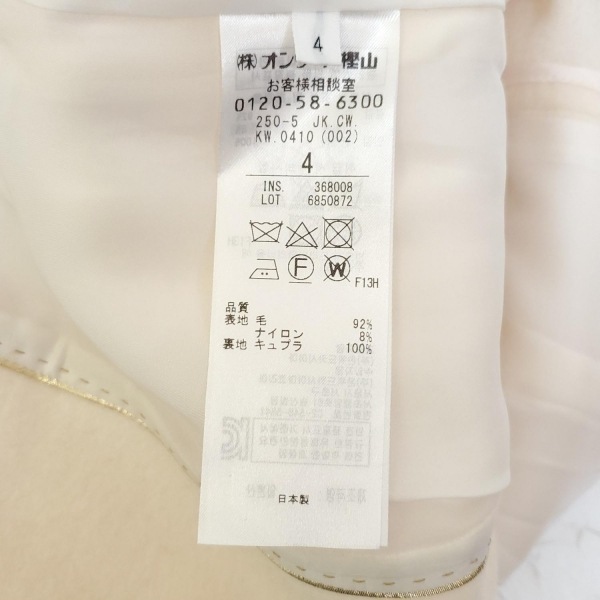 4
㈱オンワード樫山
お客様相談室
0120-58-6300
250-5 JK.CW.
KW.0410 (002)
4
INS. 368008
LOT 6850872
F
W
F13H
品質
表地 毛 92%
ナイロン 8%
裏地 キュプラ 100%
日本製